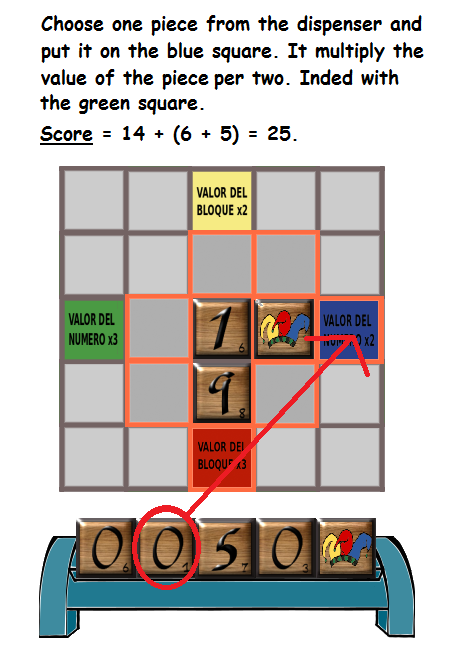 Choose one piece from the dispenser and
put it on the blue square. It multiply the
value of the piece per two. Inded with
the green square.
Score = 14 + (6 + 5) = 25.
VALOR DEL
BLOQUE x2
VALOR DEL
NUMERO x3
1 6
VALOR DEL
NUMERO x2
9 8
VALOR DEL
BLOQUE x3
0 6 0 1 5 7 0 3